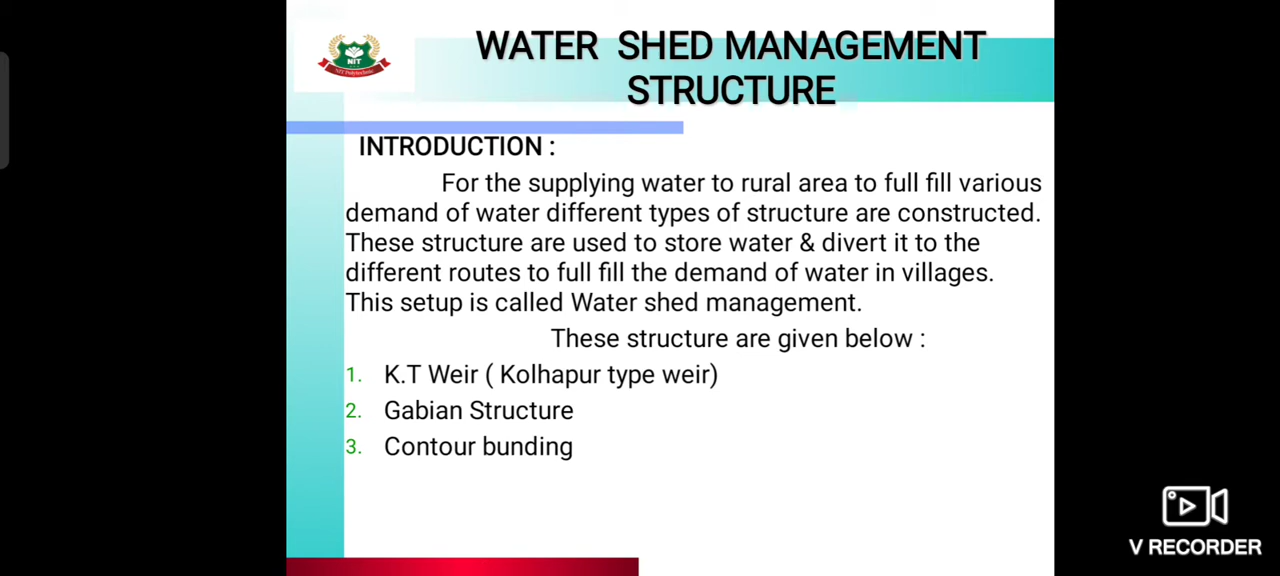 WATER SHED MANAGEMENT
STRUCTURE
NIT
NIT Polytechnic
INTRODUCTION :
For the supplying water to rural area to full fill various
demand of water different types of structure are constructed.
These structure are used to store water & divert it to the
different routes to full fill the demand of water in villages.
This setup is called Water shed management.
These structure are given below :
1. K.T Weir ( Kolhapur type weir)
2. Gabian Structure
3. Contour bunding
V RECORDER